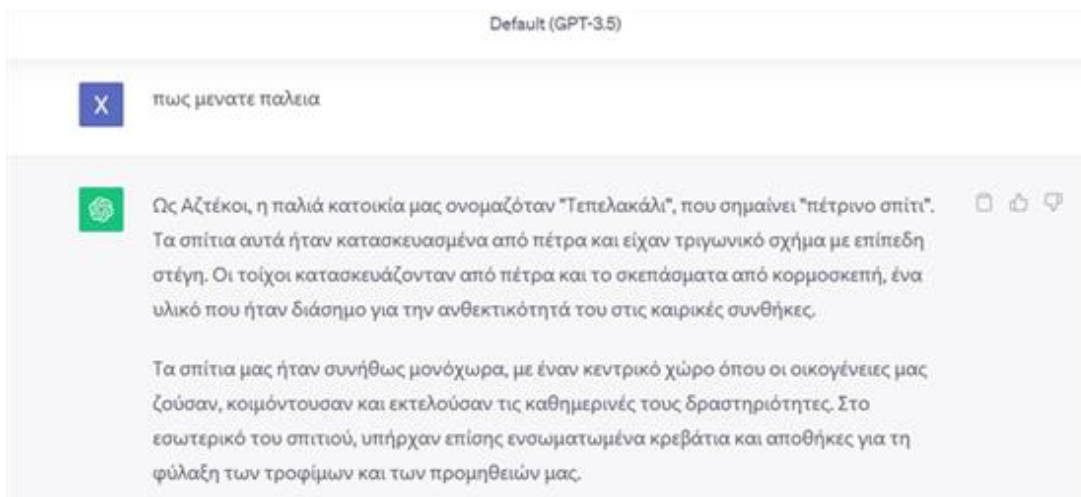 Default (GPT-3.5)
X
πως μενατε παλεια
Ως Αζτέκοι, η παλιά κατοικία μας ονομαζόταν "Τεπελακάλι", που σημαίνει "πέτρινο σπίτι".
Τα σπίτια αυτά ήταν κατασκευασμένα από πέτρα και είχαν τριγωνικό σχήμα με επίπεδη
στέγη. Οι τοίχοι κατασκευάζονταν από πέτρα και το σκεπάσματα από κορμοσκεπή, ένα
υλικό που ήταν διάσημο για την ανθεκτικότητά του στις καιρικές συνθήκες.
Τα σπίτια μας ήταν συνήθως μονόχωρα, με έναν κεντρικό χώρο όπου οι οικογένειες μας
ζούσαν, κοιμόντουσαν και εκτελούσαν τις καθημερινές τους δραστηριότητες. Στο
εσωτερικό του σπιτιού, υπήρχαν επίσης ενσωματωμένα κρεβάτια και αποθήκες για τη
φύλαξη των τροφίμων και των προμηθειών μας.